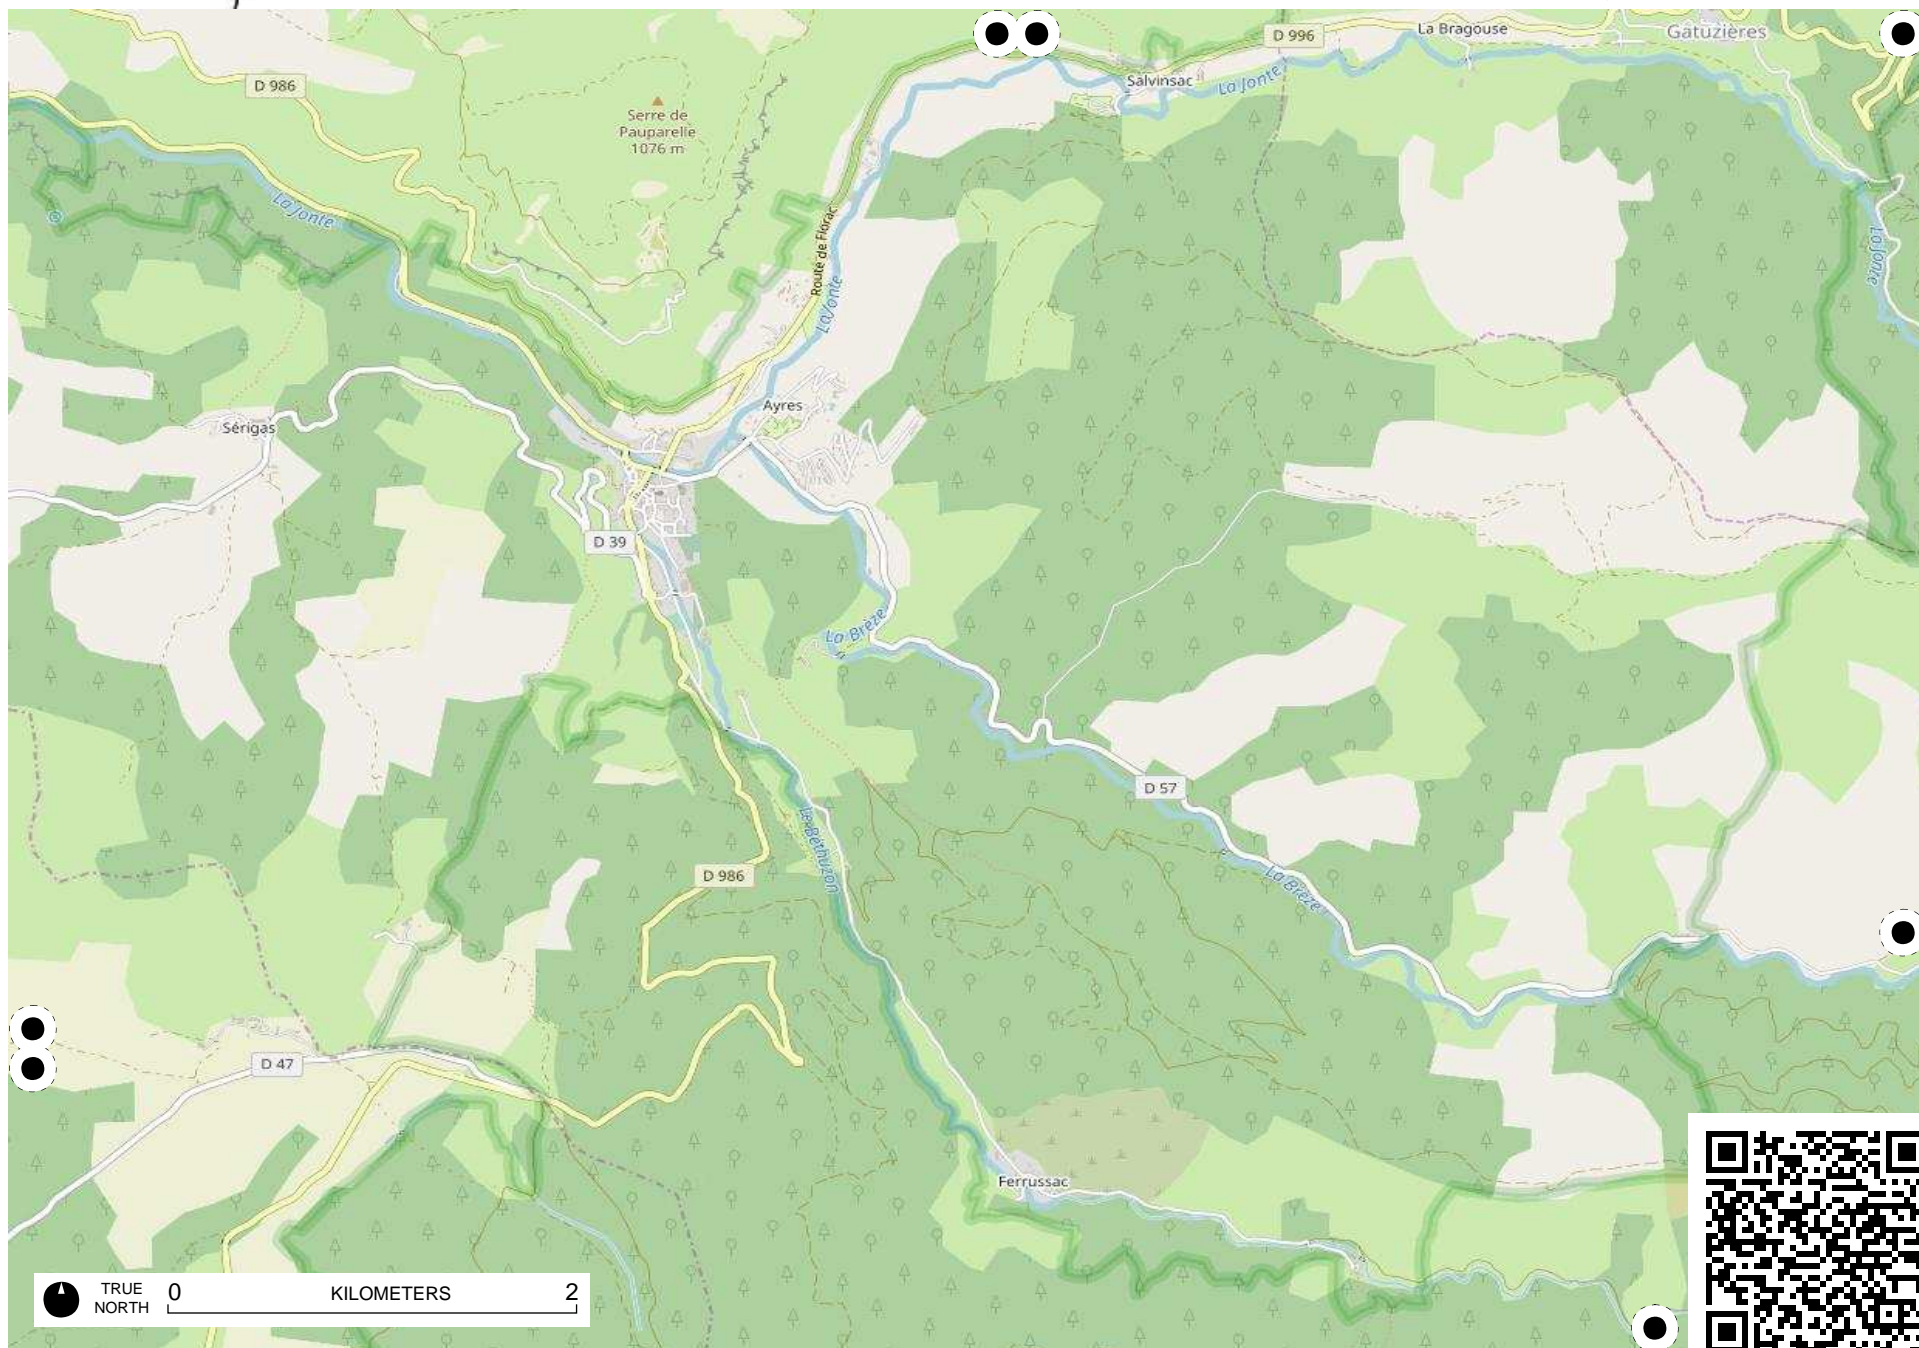 D 996
La Bragouse
Gatuzières
Salvinsac
La Jonte
D 986
Serre de
Pauparelle
1076 m
La Jonte
Route de Florac
La Jonte
La Jonte
Ayres
Sérigas
D 39
La Brèze
D 57
Le Béthuzon
D 986
La Brèze
D 47
Ferrussac
TRUE
NORTH
0 KILOMETERS 2